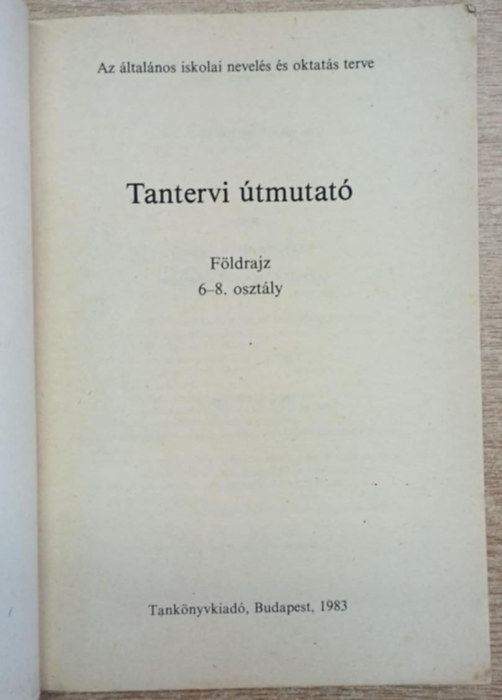 Az általános iskolai nevelés és oktatás terve
Tantervi útmutató
Földrajz
6–8. osztály
Tankönyvkiadó, Budapest, 1983